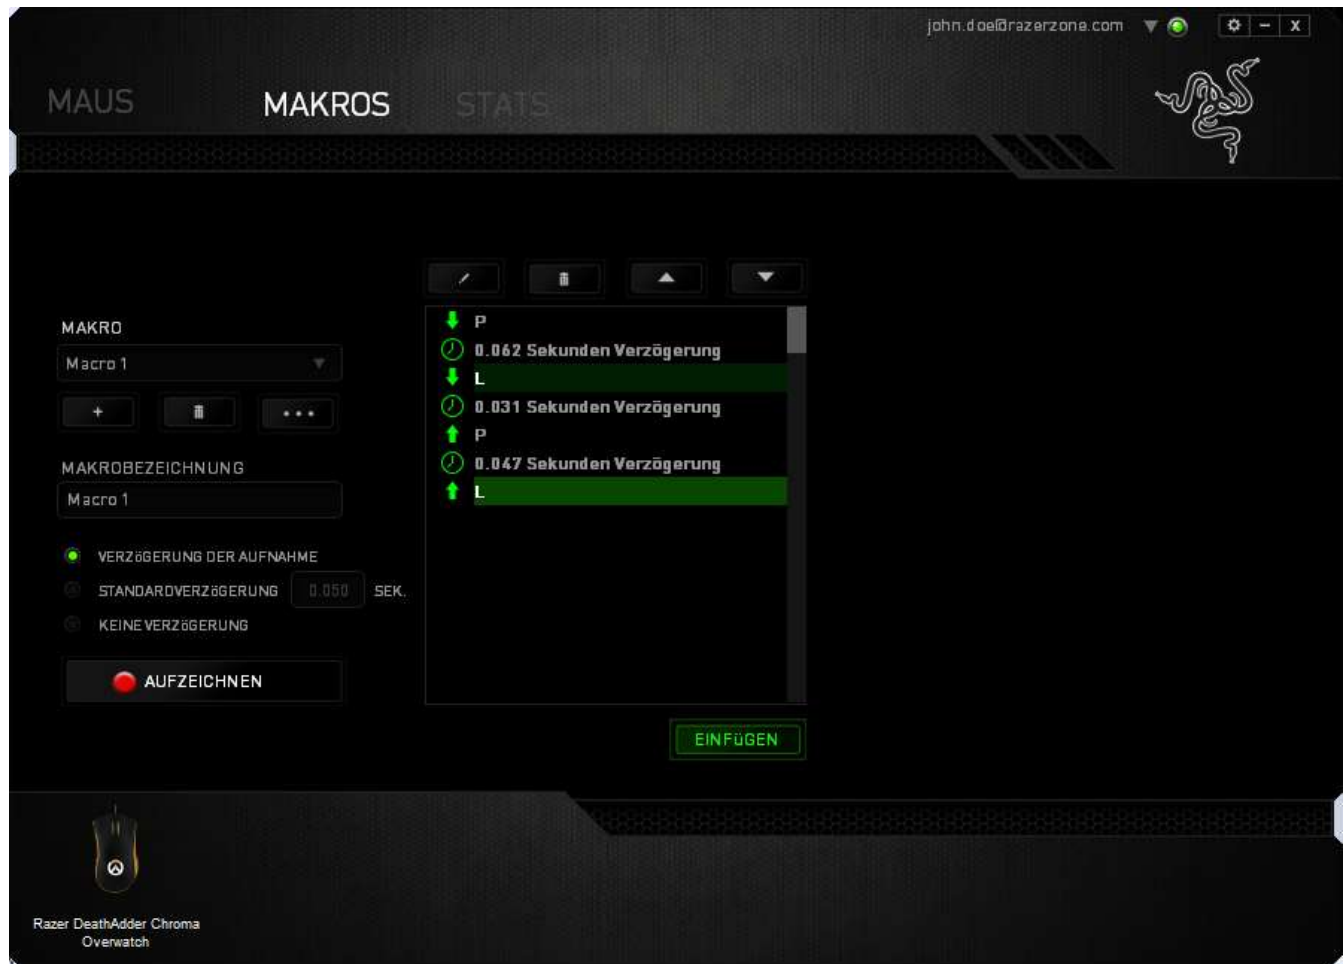 john.doe@razerzone.com
MAUS MAKROS STATS
MAKRO
Macro 1
MAKROBEZEICHNUNG
Macro 1
VERZöGERUNG DER AUFNAHME
STANDARDVERZöGERUNG 0.050 SEK.
KEINE VERZöGERUNG
AUFZEICHNEN
P
0.062 Sekunden Verzögerung
L
0.031 Sekunden Verzögerung
P
0.047 Sekunden Verzögerung
L
EINFüGEN
Razer DeathAdder Chroma
Overwatch